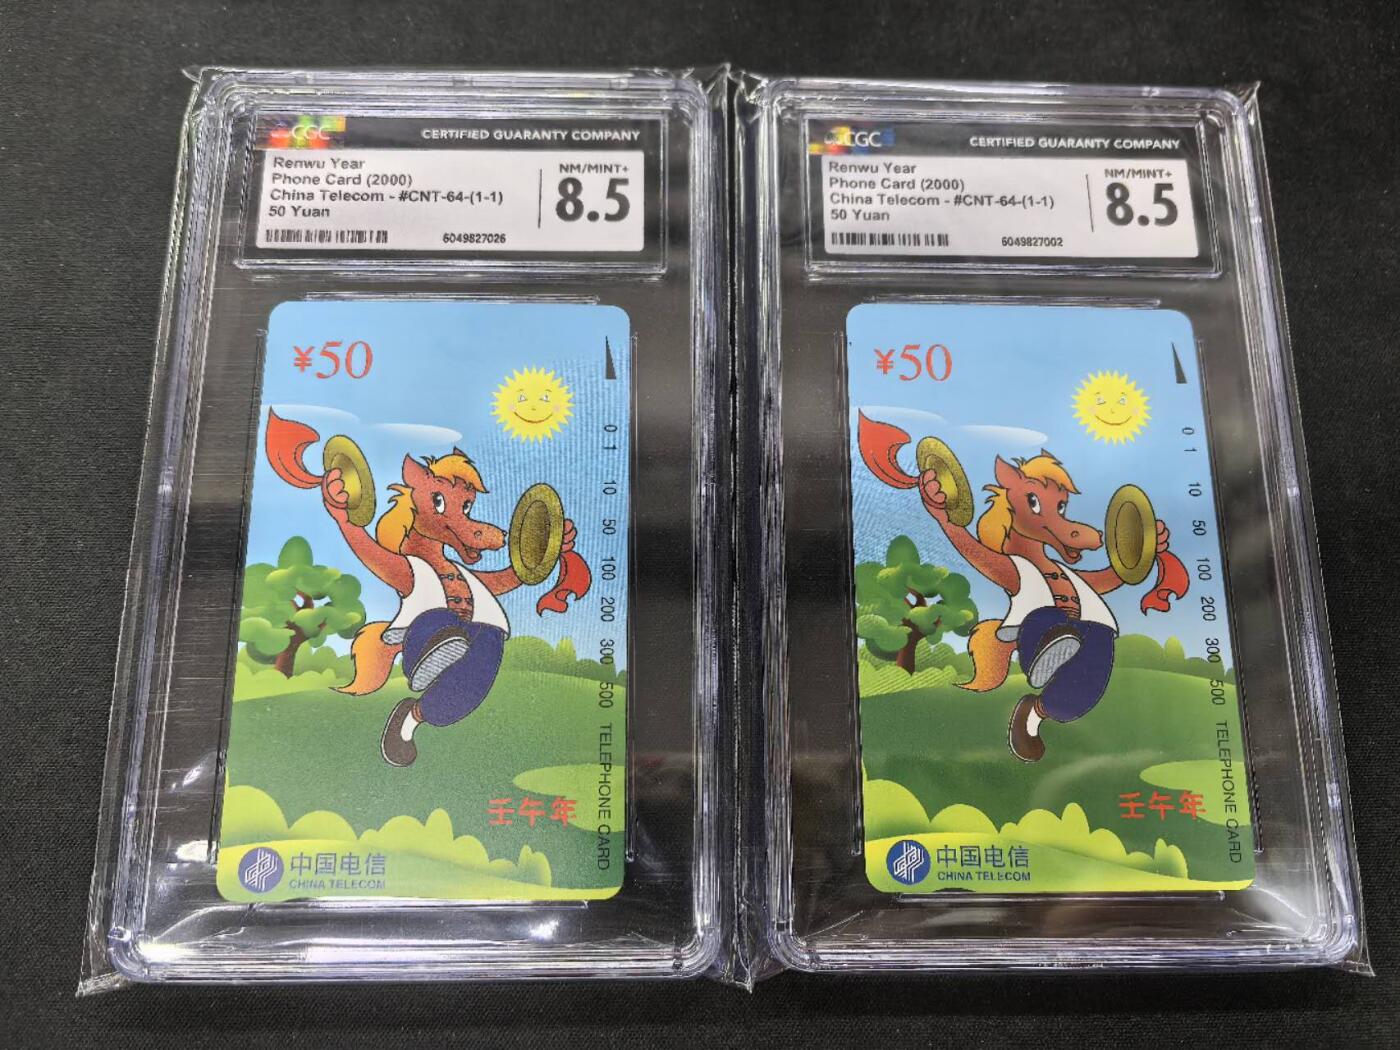 CGC
CERTIFIED GUARANTY COMPANY
Renwu Year
Phone Card (2000)
China Telecom - #CNT-64-(1-1)
50 Yuan
NM/MINT+
8.5
6049827026
¥50
0 1 10 50 100 200 300 500 TELEPHONE CARD
壬午年
中国电信
CHINA TELECOM
CGC
CERTIFIED GUARANTY COMPANY
Renwu Year
Phone Card (2000)
China Telecom - #CNT-64-(1-1)
50 Yuan
NM/MINT+
8.5
6049827002
¥50
0 1 10 50 100 200 300 500 TELEPHONE CARD
壬午年
中国电信
CHINA TELECOM